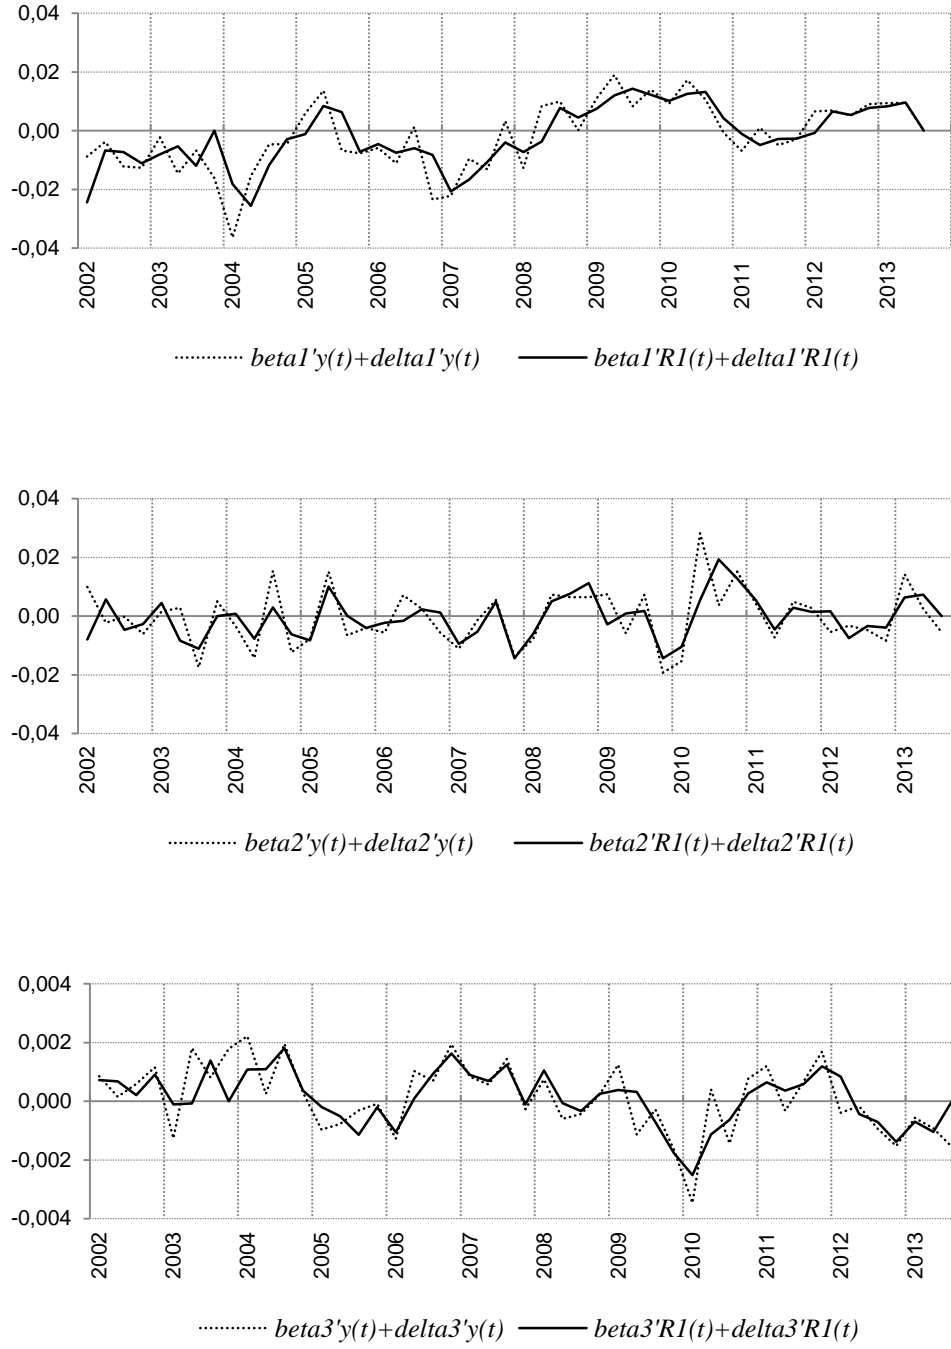 0,04
0,02
0,00
-0,02
-0,04
2002 2003 2004 2005 2006 2007 2008 2009 2010 2011 2012 2013
beta1'y(t)+delta1'y(t) beta1'R1(t)+delta1'R1(t)
0,04
0,02
0,00
-0,02
-0,04
2002 2003 2004 2005 2006 2007 2008 2009 2010 2011 2012 2013
beta2'y(t)+delta2'y(t) beta2'R1(t)+delta2'R1(t)
0,004
0,002
0,000
-0,002
-0,004
2002 2003 2004 2005 2006 2007 2008 2009 2010 2011 2012 2013
beta3'y(t)+delta3'y(t) beta3'R1(t)+delta3'R1(t)